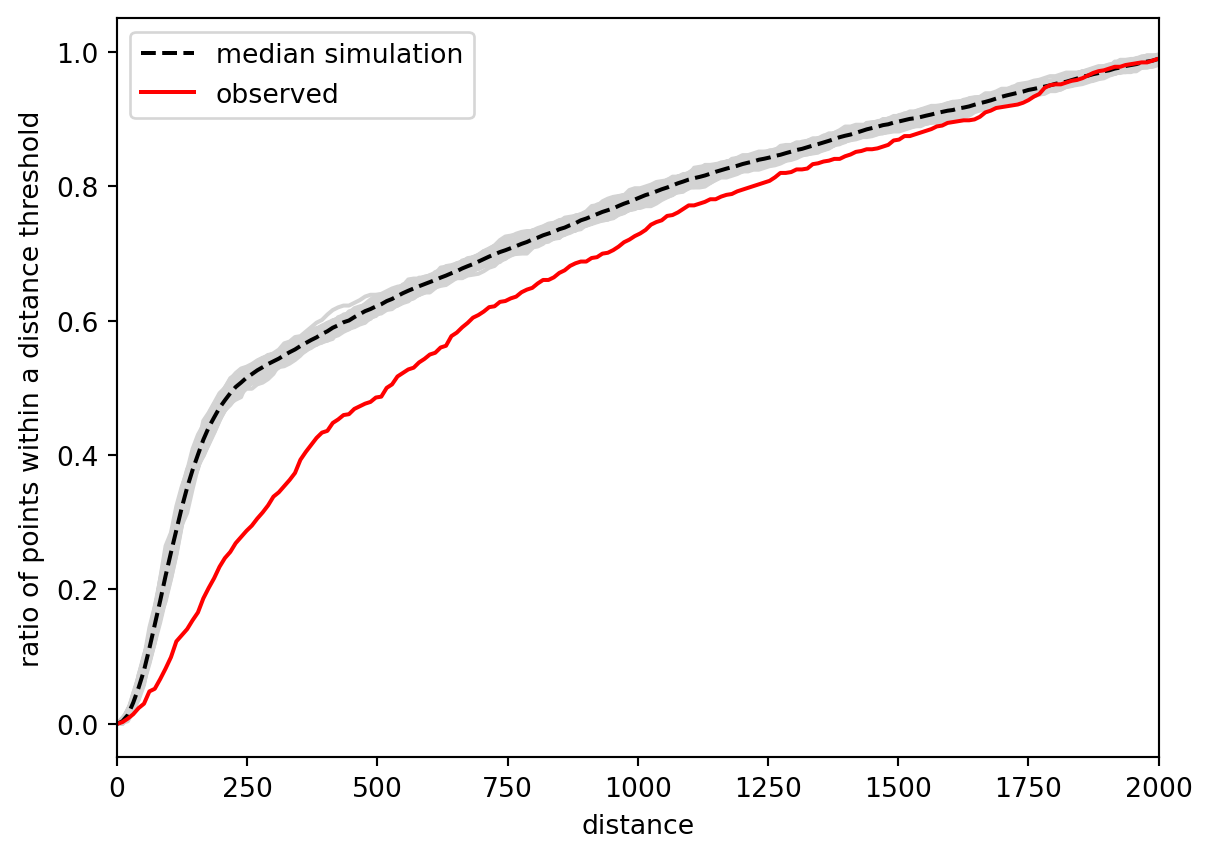 median simulation
observed
ratio of points within a distance threshold
1.0
0.8
0.6
0.4
0.2
0.0
0 250 500 750 1000 1250 1500 1750 2000
distance